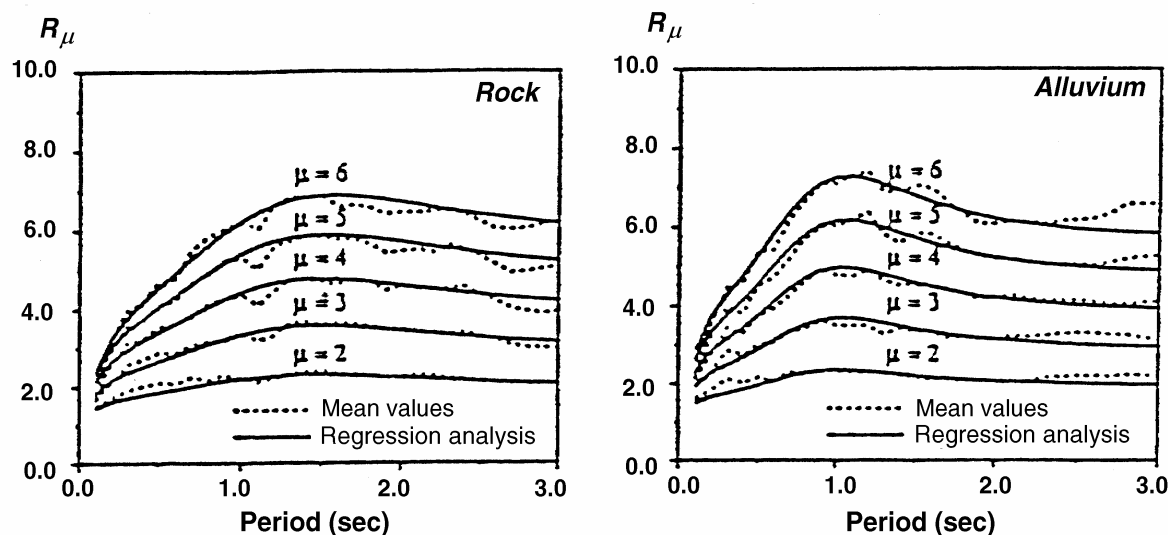 Rμ
10.0
Rock
8.0
μ = 6
6.0
μ = 5
μ = 4
4.0
μ = 3
μ = 2
2.0
Mean values
Regression analysis
0.0
0.0 1.0 2.0 3.0
Period (sec)
Rμ
10.0
Alluvium
8.0
μ = 6
6.0
μ = 5
μ = 4
4.0
μ = 3
μ = 2
2.0
Mean values
Regression analysis
0.0
0.0 1.0 2.0 3.0
Period (sec)